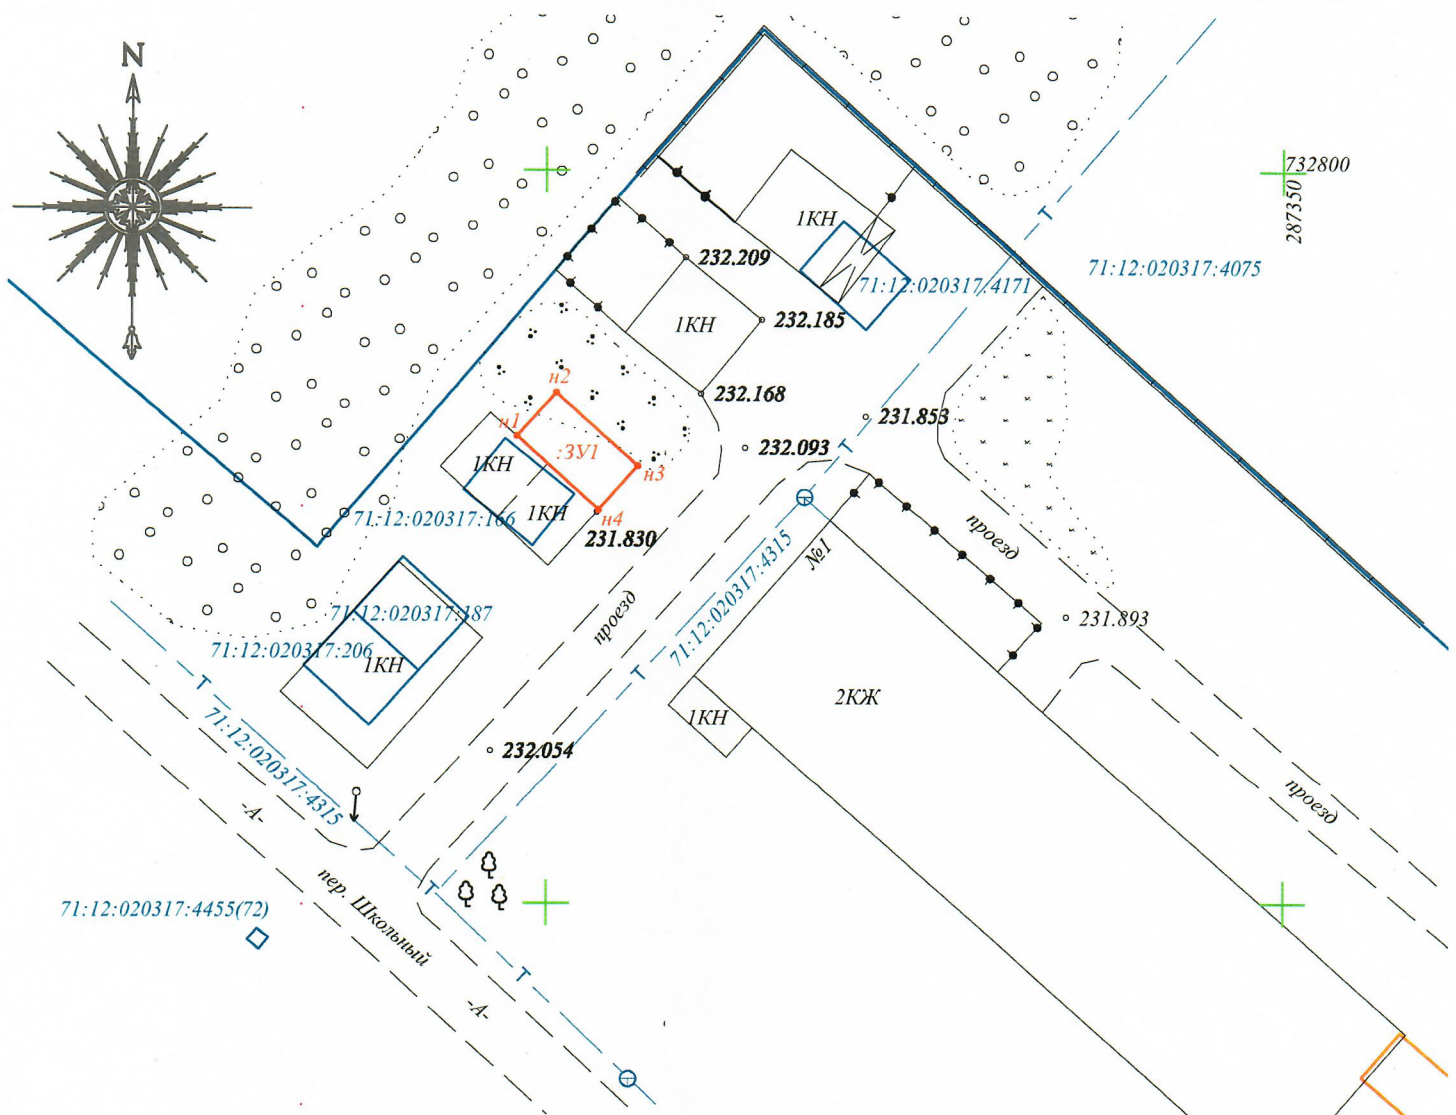 N
732800
287350
1КН
71:12:020317:4075
71:12:020317:4171
232.209
1КН
232.185
232.168
231.853
232.093
н2
н1
:ЗУ1
н3
н4
1КН
1КН
71:12:020317:166
231.830
проезд
№1
71:12:020317:4315
проезд
71:12:020317:187
71:12:020317:206
1КН
231.893
Т
Т
Т
Т
2КЖ
1КН
71:12:020317:4315
232.054
проезд
-А-
Т
пер. Школьный
71:12:020317:4455(72)
Т
-А-